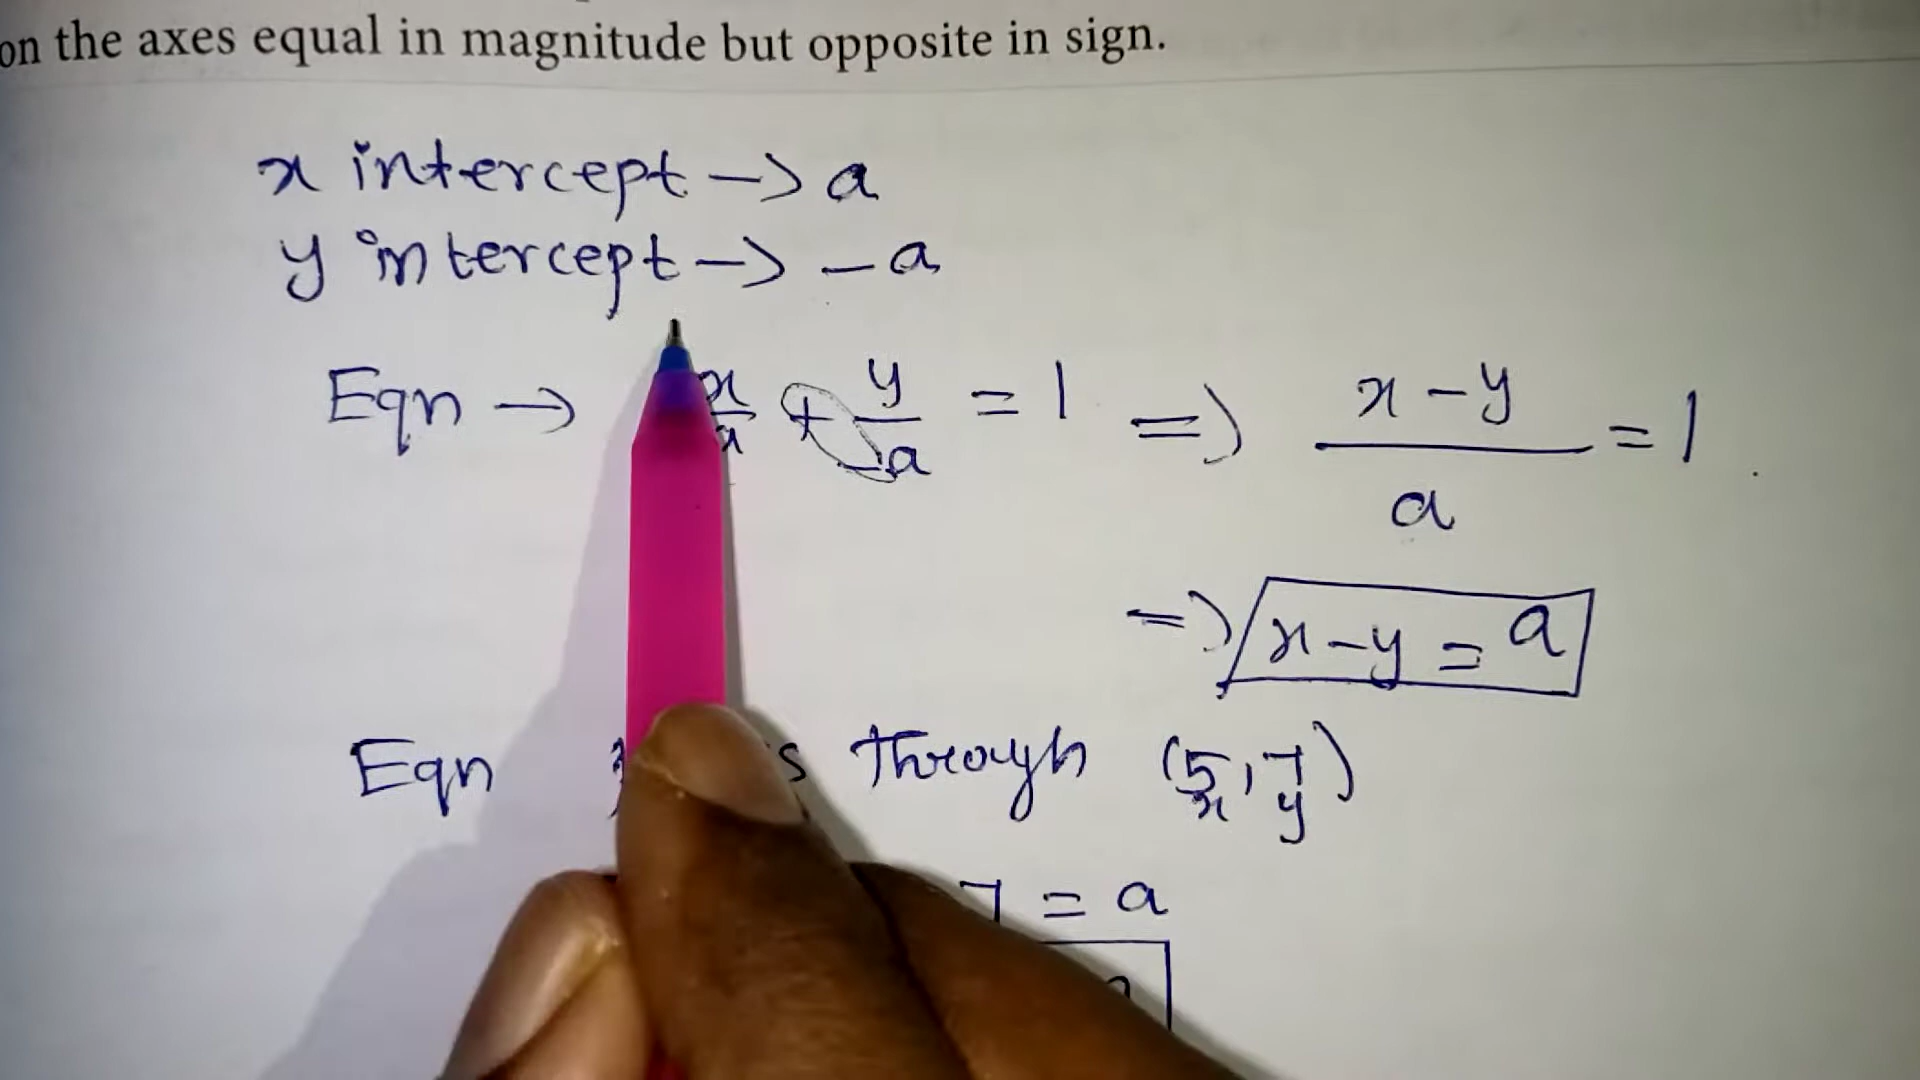 on the axes equal in magnitude but opposite in sign.
x intercept -> a
y intercept -> -a
Eqn -> x/a + y/-a = 1 => x-y/a = 1
=> x-y = a
Eqn through (5, 7)
x y
7 = a